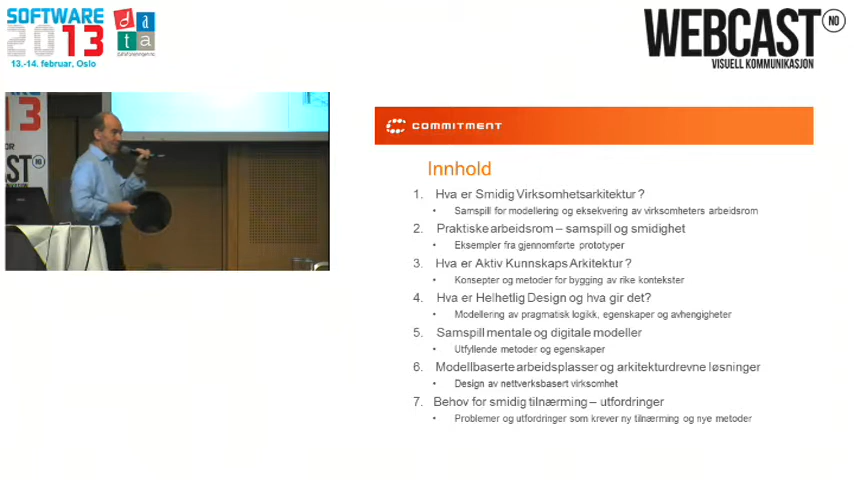 SOFTWARE
2013
13.-14. februar, Oslo
data
WEBCAST NO
VISUELL KOMMUNIKASJON
13
OR
CAST NO
COMMITMENT
Innhold
1. Hva er Smidig Virksomhetsarkitektur ?
• Samspill for modellering og eksekvering av virksomheters arbeidsrom
2. Praktiske arbeidsrom – samspill og smidighet
• Eksempler fra gjennomførte prototyper
3. Hva er Aktiv Kunnskaps Arkitektur ?
• Konsepter og metoder for bygging av rike kontekster
4. Hva er Helhetlig Design og hva gir det?
• Modellering av pragmatisk logikk, egenskaper og avhengigheter
5. Samspill mentale og digitale modeller
• Utfyllende metoder og egenskaper
6. Modellbaserte arbeidsplasser og arkitekturdrevne løsninger
• Design av nettverksbasert virksomhet
7. Behov for smidig tilnærming – utfordringer
• Problemer og utfordringer som krever ny tilnærming og nye metoder